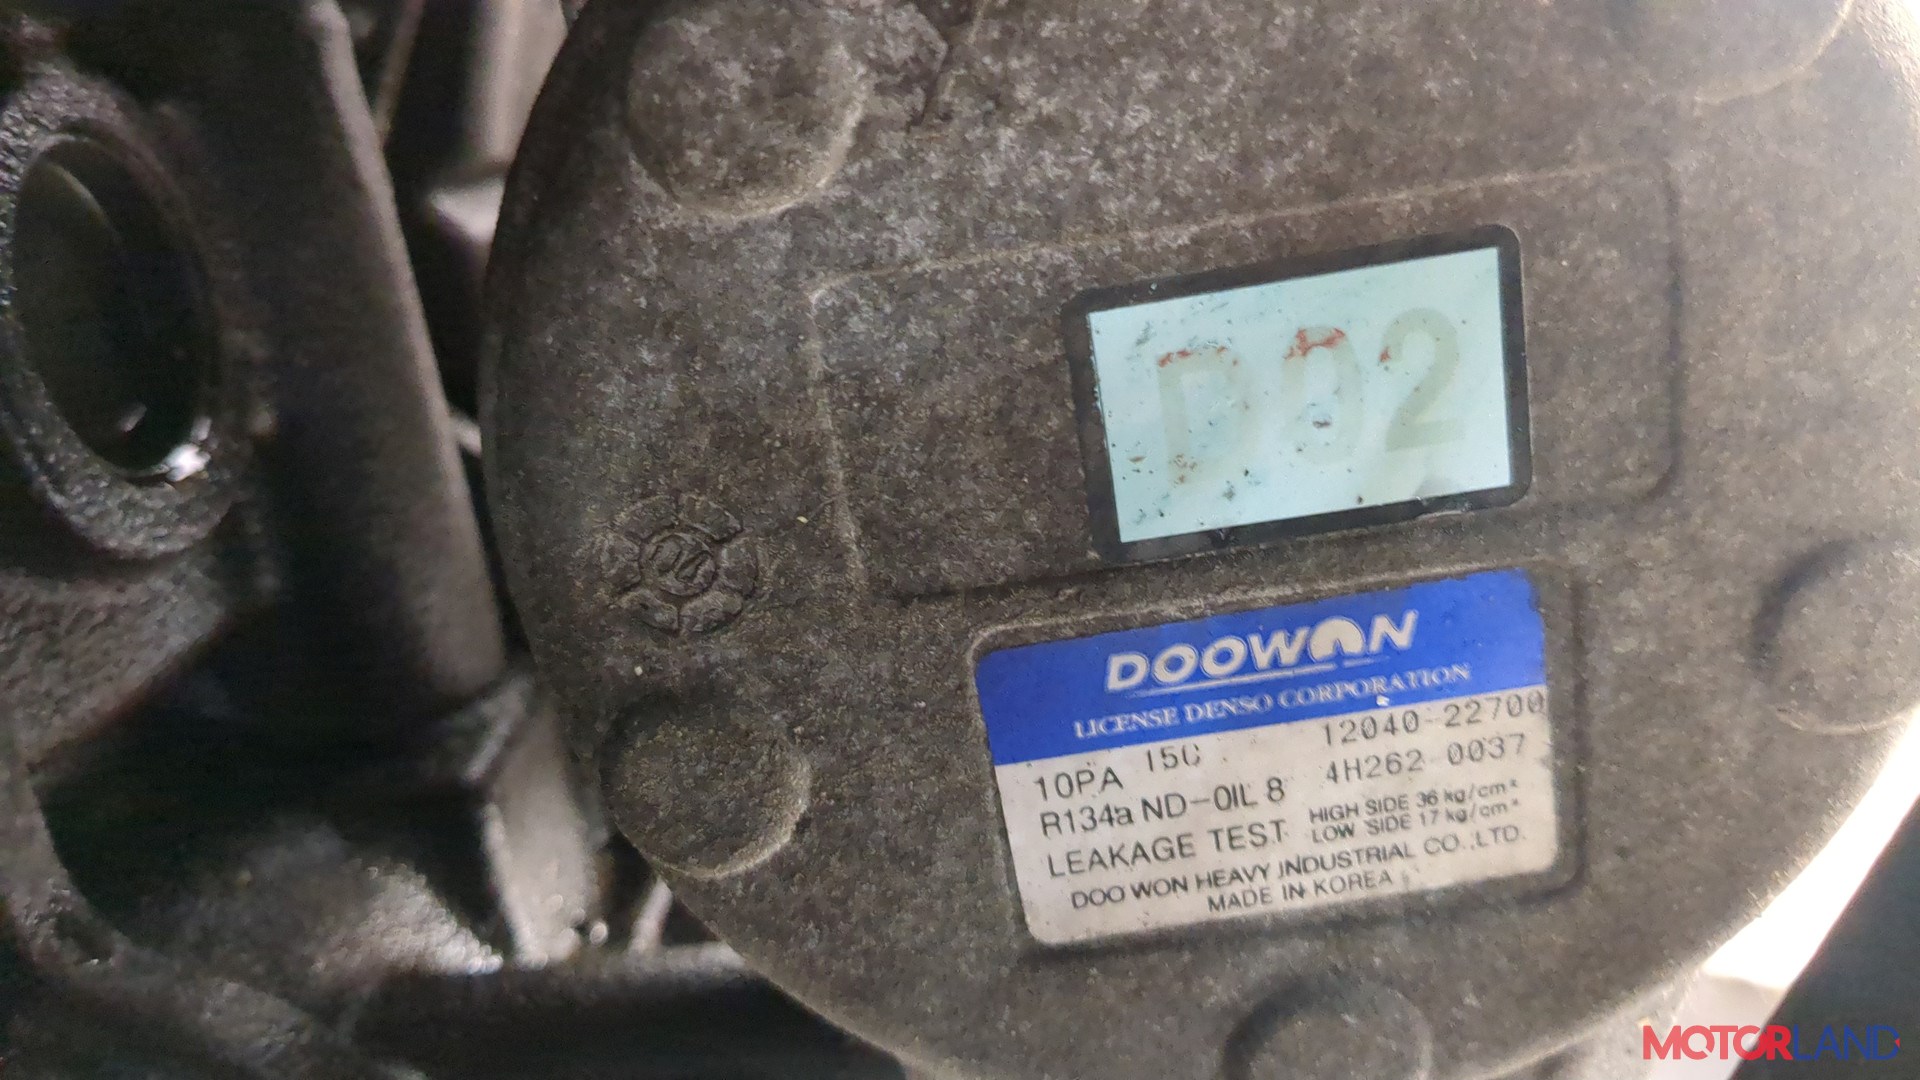 D02
04
DOOWON
LICENSE DENSO CORPORATION
10PA 15C 12040-22700
R134a ND-OIL 8 4H262 0037
LEAKAGE TEST HIGH SIDE 36 kg/cm²
LOW SIDE 17 kg/cm²
DOO WON HEAVY INDUSTRIAL CO.,LTD.
MADE IN KOREA
MOTORLAND